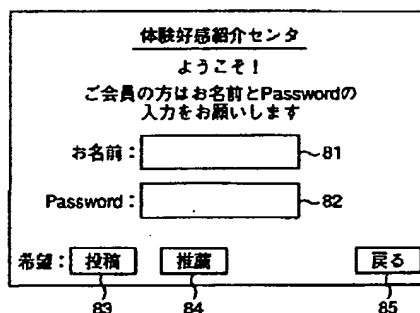 体験好感紹介センタ
ようこそ！
ご会員の方はお名前とPasswordの
入力をお願いします
お名前： 81
Password： 82
希望： 投稿 推薦 戻る
83 84 85